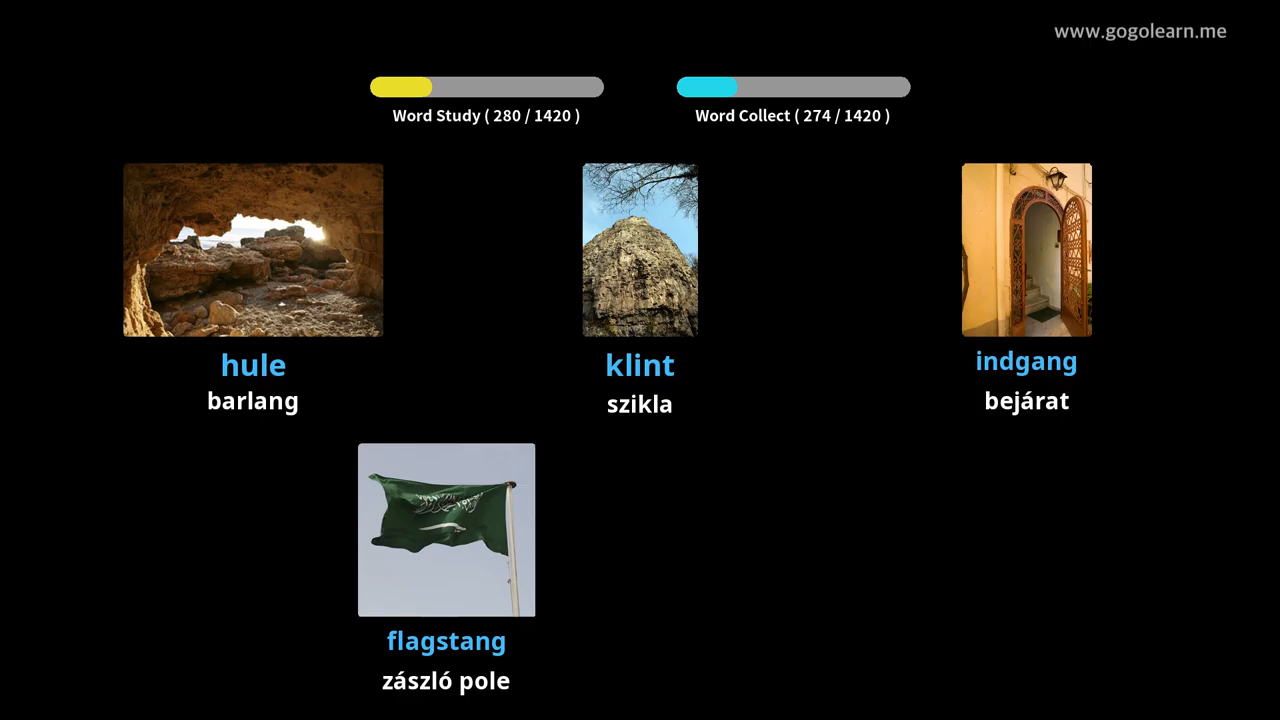 www.gogolearn.me
Word Study ( 280 / 1420 )
Word Collect ( 274 / 1420 )
hule
barlang
klint
szikla
indgang
bejárat
flagstang
zászló pole